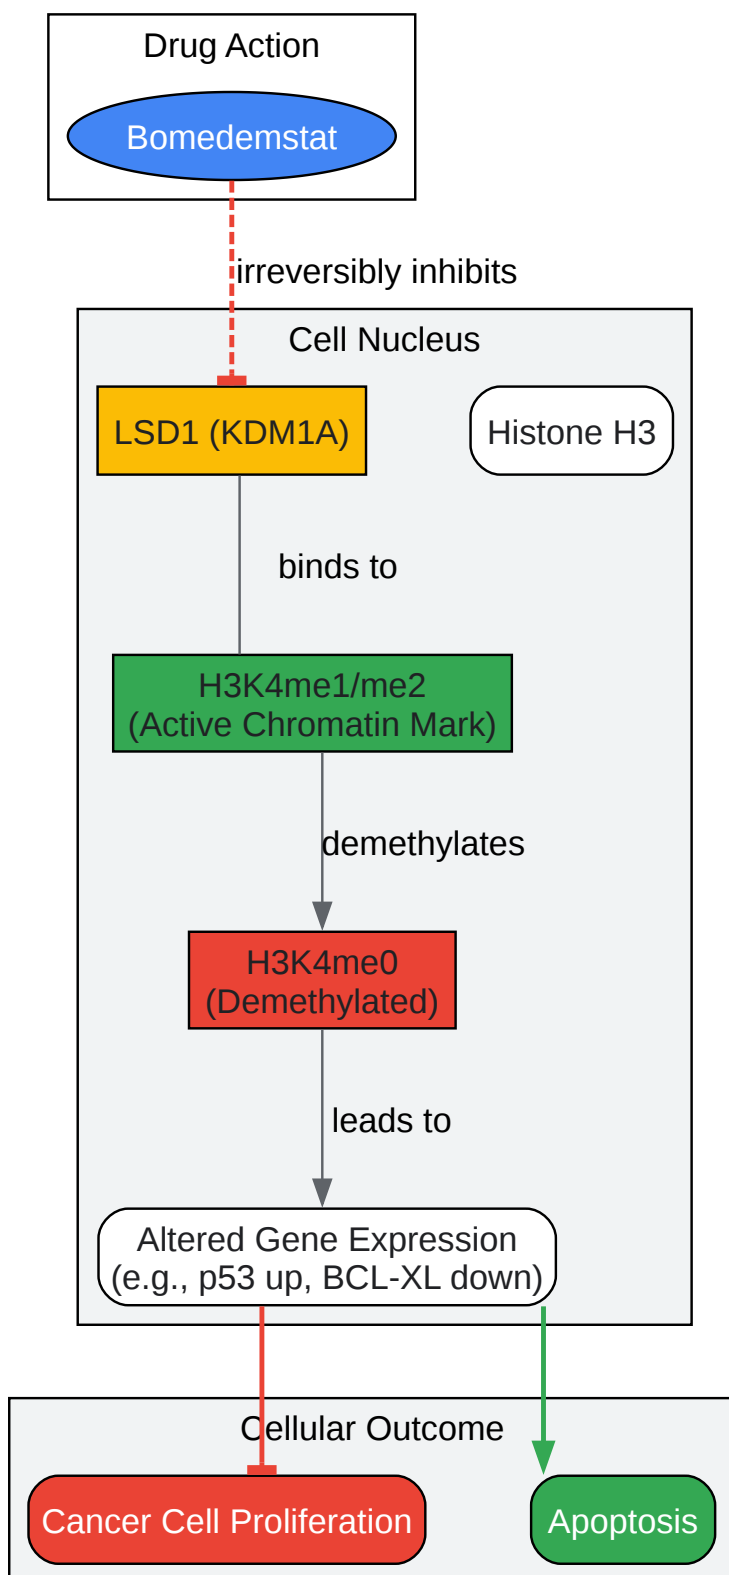 Drug Action
Bomedemstat
irreversibly inhibits
Cell Nucleus
LSD1 (KDM1A)
Histone H3
binds to
H3K4me1/me2
(Active Chromatin Mark)
demethylates
H3K4me0
(Demethylated)
leads to
Altered Gene Expression
(e.g., p53 up, BCL-XL down)
Cellular Outcome
Cancer Cell Proliferation
Apoptosis